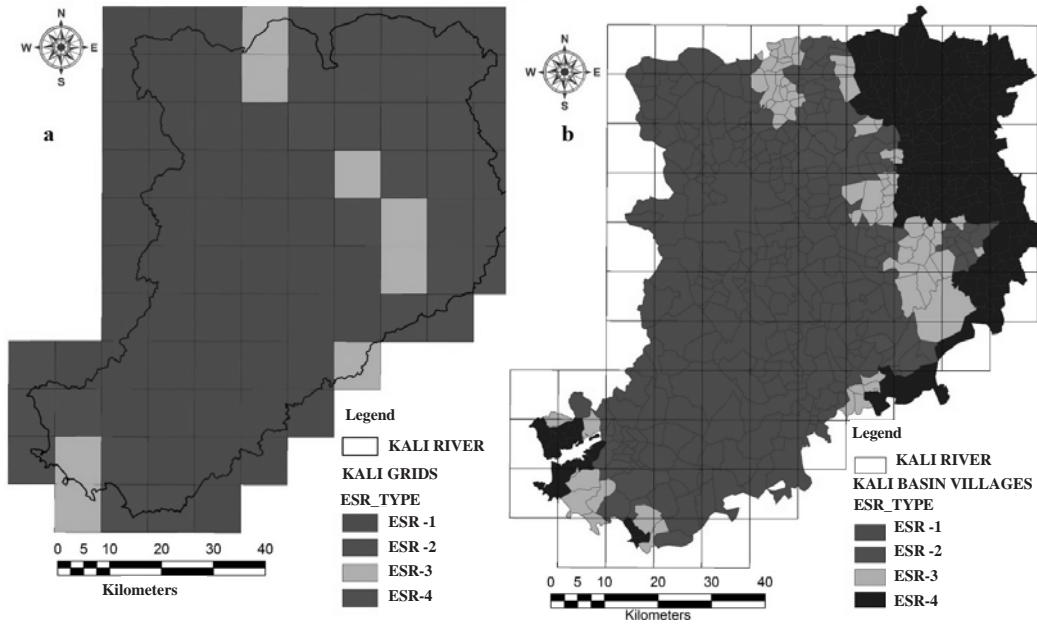 N
W E
S
a
Legend
KALI RIVER
KALI GRIDS
ESR_TYPE
ESR -1
ESR -2
ESR-3
ESR-4
0 5 10 20 30 40
Kilometers
N
W E
S
b
Legend
KALI RIVER
KALI BASIN VILLAGES
ESR_TYPE
ESR -1
ESR -2
ESR-3
ESR-4
0 5 10 20 30 40
Kilometers